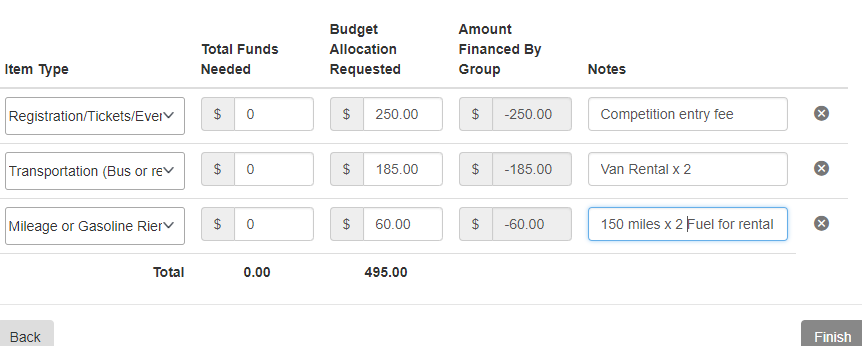 Item Type Total Funds Needed Budget Allocation Requested Amount Financed By Group Notes
Registration/Tickets/Ever $ 0 $ 250.00 $ -250.00 Competition entry fee
Transportation (Bus or re $ 0 $ 185.00 $ -185.00 Van Rental x 2
Mileage or Gasoline Rier $ 0 $ 60.00 $ -60.00 150 miles x 2 Fuel for rental
Total 0.00 495.00
Back Finish